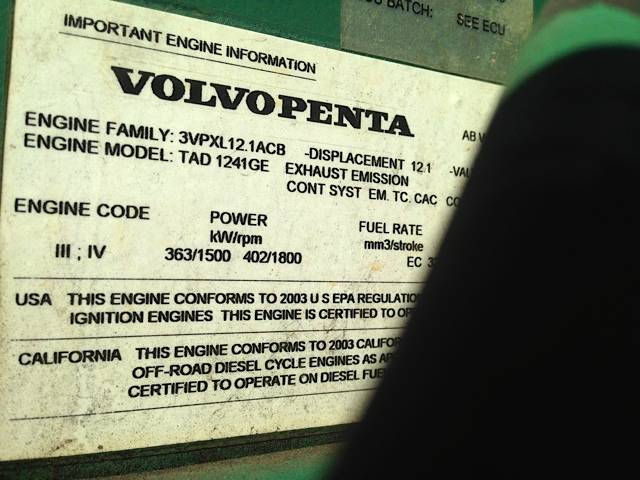 BATCH: SEE ECU
IMPORTANT ENGINE INFORMATION
VOLVO PENTA
ENGINE FAMILY: 3VPXL12.1ACB -DISPLACEMENT 12.1
ENGINE MODEL: TAD 1241GE EXHAUST EMISSION
CONT SYST EM. TC. CAC
ENGINE CODE POWER FUEL RATE
kW/rpm mm3/stroke
III ; IV 363/1500 402/1800 EC
USA THIS ENGINE CONFORMS TO 2003 U S EPA
IGNITION ENGINES THIS ENGINE IS CERTIFIED TO
CALIFORNIA THIS ENGINE CONFORMS TO 2003
OFF-ROAD DIESEL CYCLE ENGINES AS
CERTIFIED TO OPERATE ON DIESEL